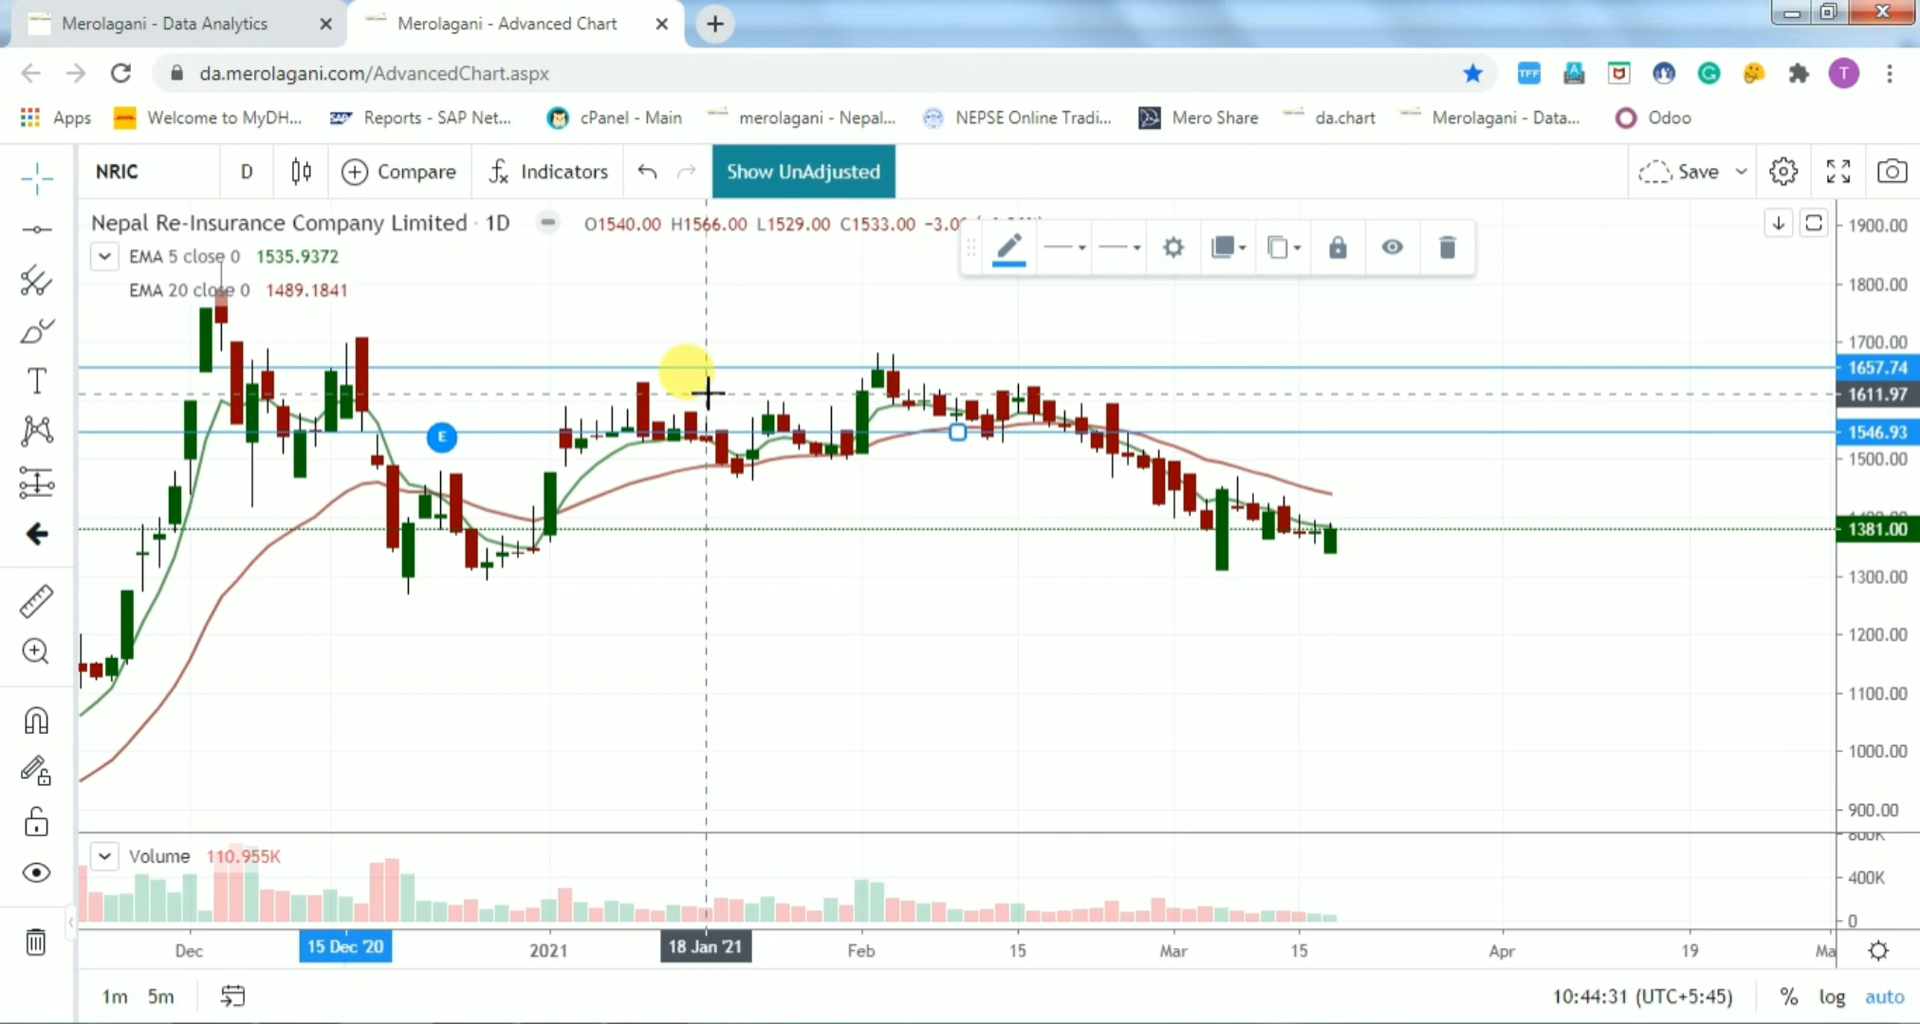 Merolagani - Data Analytics
Merolagani - Advanced Chart
da.merolagani.com/AdvancedChart.aspx
TFF
T
Apps
Welcome to MyDH...
SAP
Reports - SAP Net...
cPanel - Main
merolagani - Nepal...
NEPSE Online Tradi...
Mero Share
da.chart
Merolagani - Data...
Odoo
NRIC
D
Compare
Indicators
Show UnAdjusted
Save
Nepal Re-Insurance Company Limited · 1D
O1540.00 H1566.00 L1529.00 C1533.00
EMA 5 close 0 1535.9372
EMA 20 close 0 1489.1841
E
1900.00
1800.00
1700.00
1657.74
1611.97
1546.93
1500.00
1381.00
1300.00
1200.00
1100.00
1000.00
900.00
Volume 110.955K
800K
400K
0
Dec
15 Dec '20
2021
18 Jan '21
Feb
15
Mar
15
Apr
19
Ma
1m
5m
10:44:31 (UTC+5:45)
%
log
auto